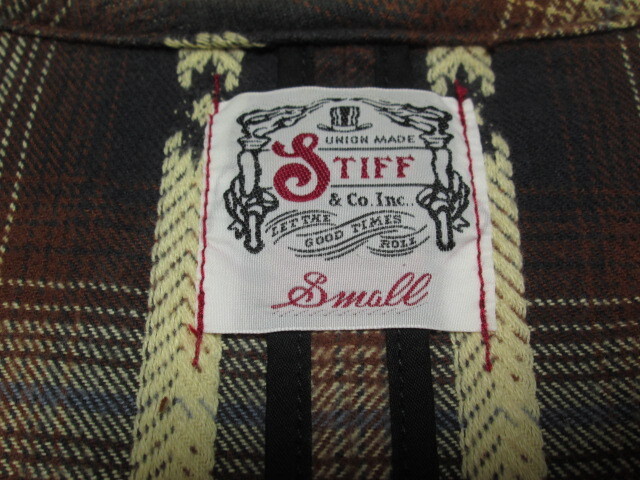 UNION MADE
STIFF
& Co. Inc..
LET THE
GOOD TIMES
ROLL
Small